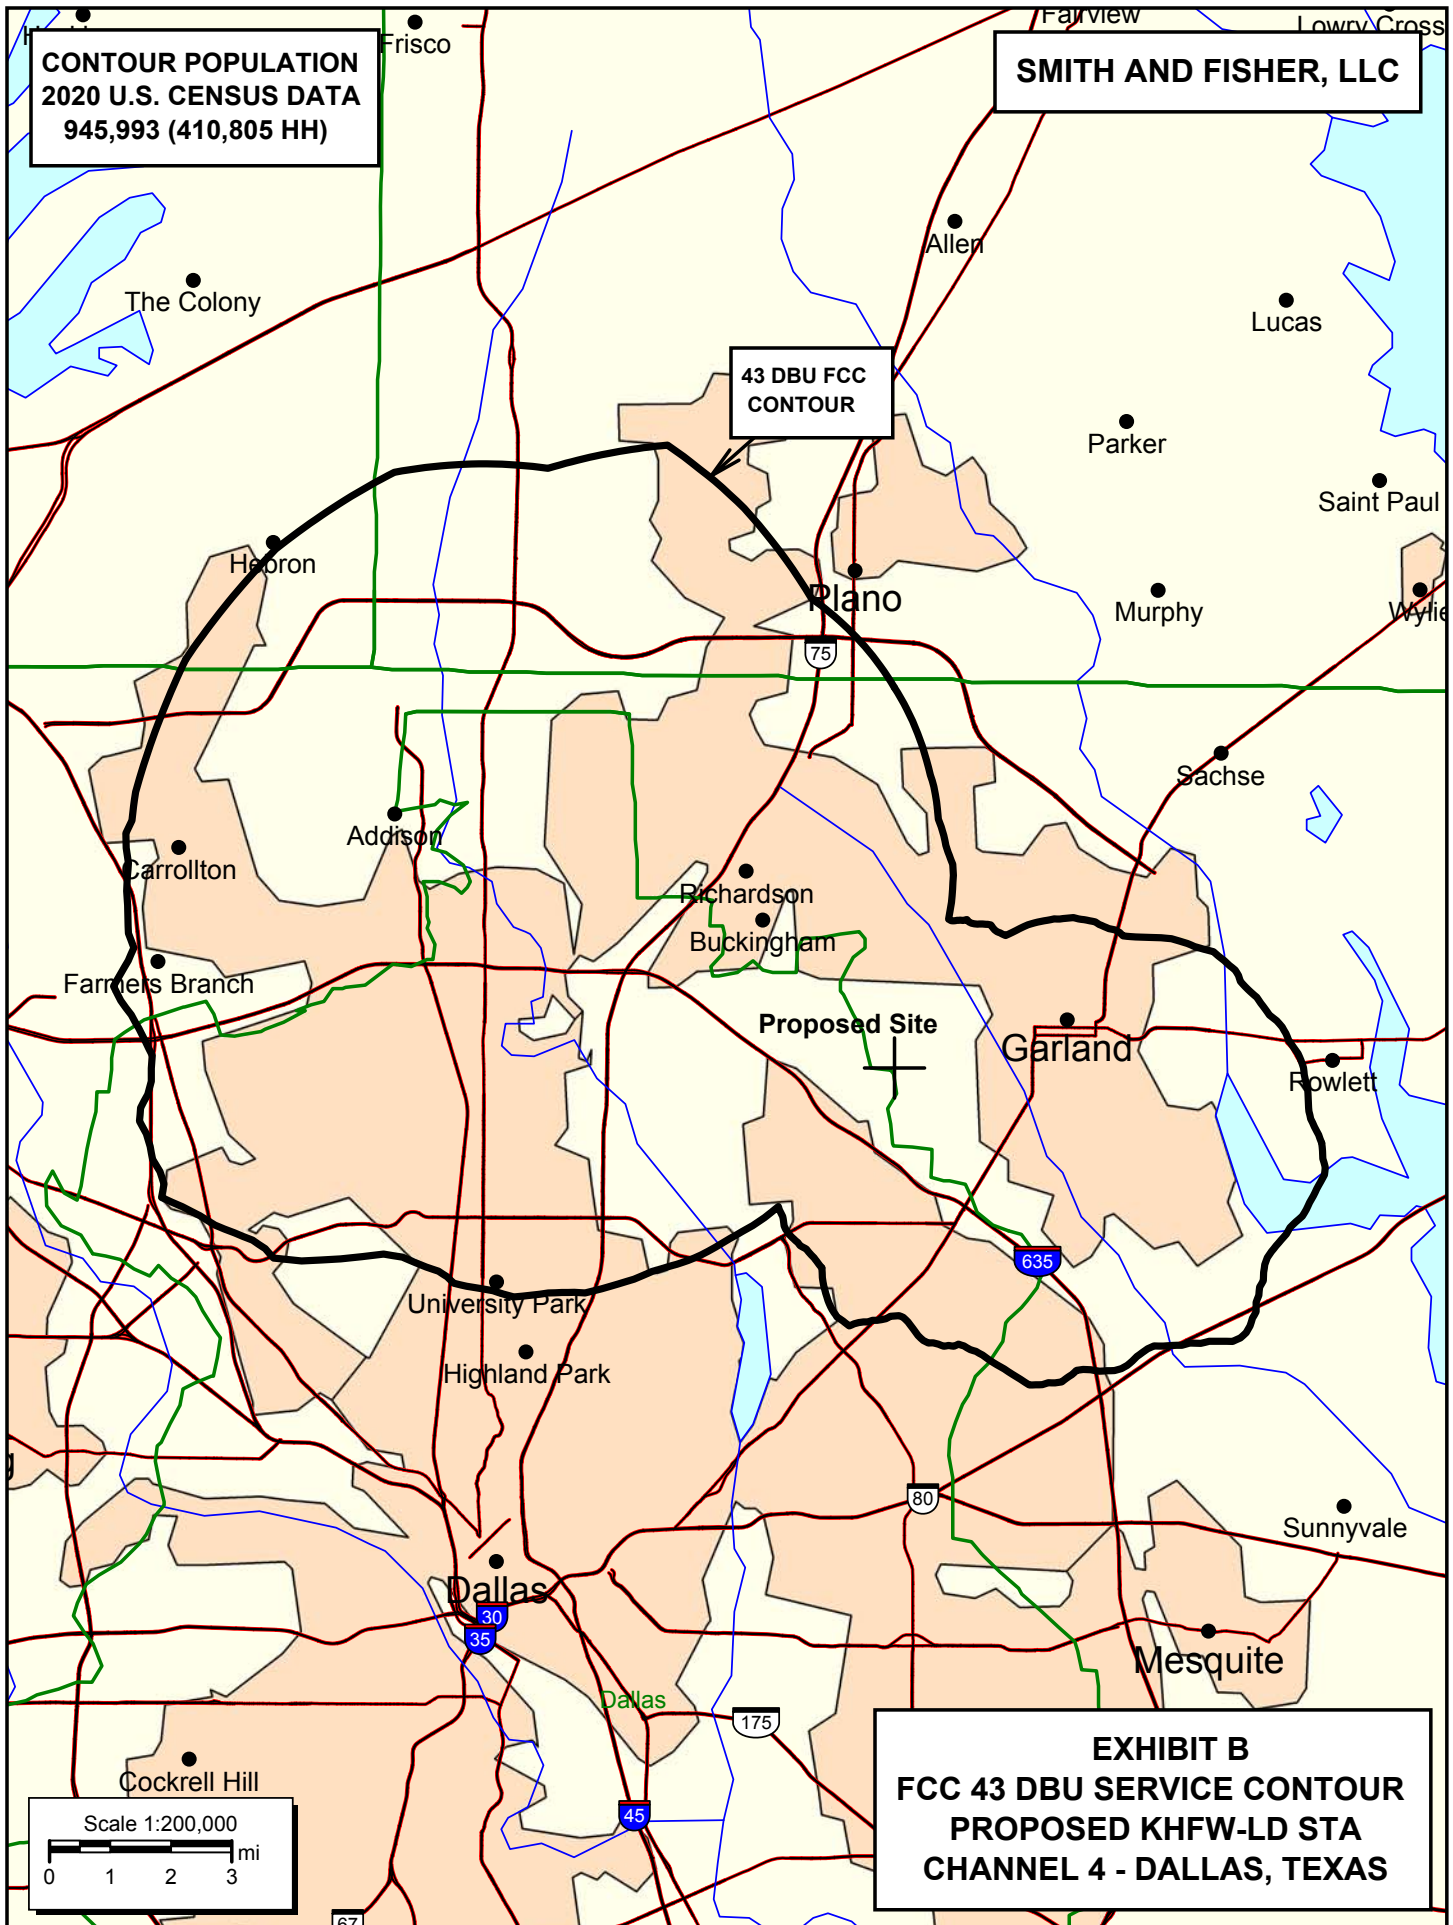 Fairview
Lowry Cross
Frisco
CONTOUR POPULATION
2020 U.S. CENSUS DATA
945,993 (410,805 HH)
SMITH AND FISHER, LLC
Allen
The Colony
Lucas
43 DBU FCC
CONTOUR
Parker
Saint Paul
Hebron
Plano
Murphy
Wylie
75
Sachse
Addison
Carrollton
Richardson
Buckingham
Farmers Branch
Proposed Site
Garland
Rowlett
635
University Park
Highland Park
80
Sunnyvale
Dallas
30
35
Mesquite
Dallas
175
Cockrell Hill
45
EXHIBIT B
FCC 43 DBU SERVICE CONTOUR
PROPOSED KHFW-LD STA
CHANNEL 4 - DALLAS, TEXAS
Scale 1:200,000
mi
0 1 2 3
67